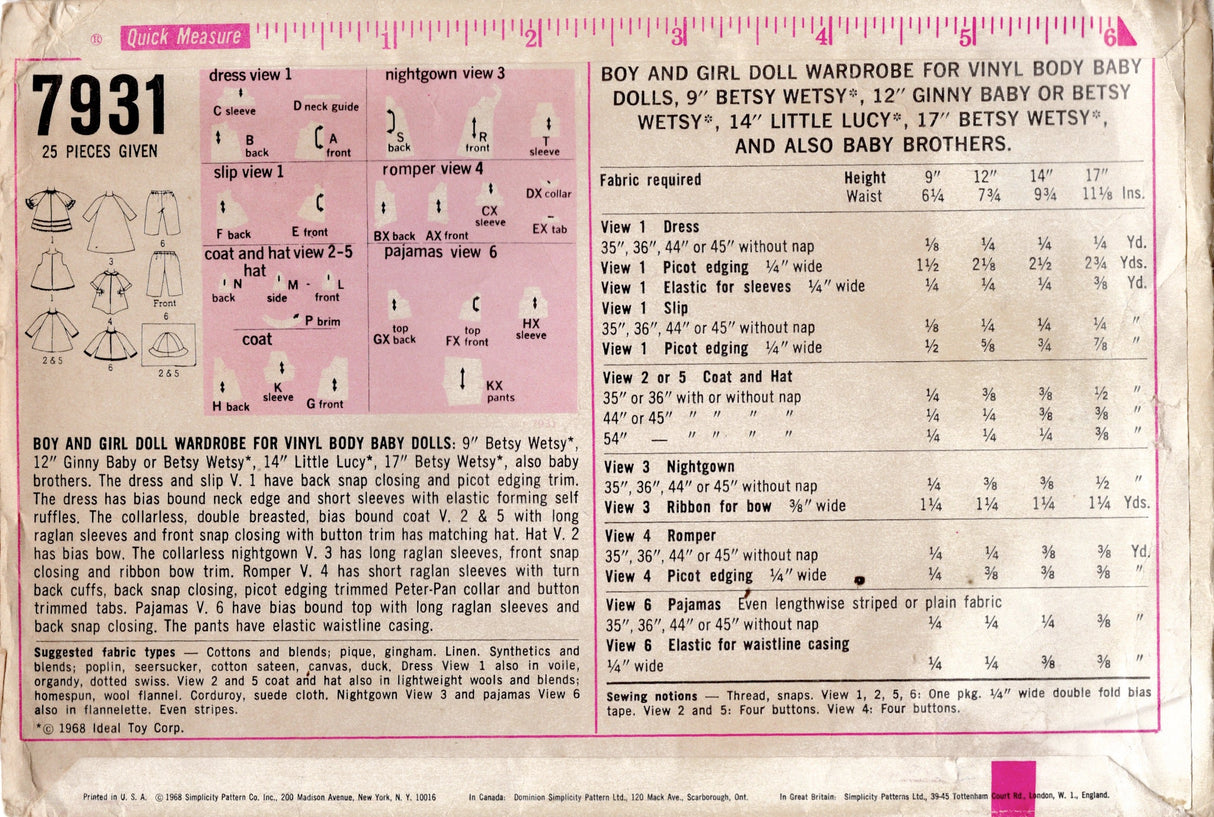 ® Quick Measure 1 2 3 4 5 6
7931
25 PIECES GIVEN
1
3
6
1
4
Front
6
2 & 5
6
2 & 5
dress view 1
C sleeve
D neck guide
B back
A front
slip view 1
F back
E front
coat and hat view 2-5
hat
N back
M side
L front
P brim
coat
H back
K sleeve
G front
nightgown view 3
S back
R front
T sleeve
romper view 4
BX back
AX front
CX sleeve
DX collar
EX tab
pajamas view 6
top GX back
top FX front
HX sleeve
KX pants
BOY AND GIRL DOLL WARDROBE FOR VINYL BODY BABY DOLLS: 9" Betsy Wetsy*,
12" Ginny Baby or Betsy Wetsy*, 14" Little Lucy*, 17" Betsy Wetsy*, also baby
brothers. The dress and slip V. 1 have back snap closing and picot edging trim.
The dress has bias bound neck edge and short sleeves with elastic forming self
ruffles. The collarless, double breasted, bias bound coat V. 2 & 5 with long
raglan sleeves and front snap closing with button trim has matching hat. Hat V. 2
has bias bow. The collarless nightgown V. 3 has long raglan sleeves, front snap
closing and ribbon bow trim. Romper V. 4 has short raglan sleeves with turn
back cuffs, back snap closing, picot edging trimmed Peter-Pan collar and button
trimmed tabs. Pajamas V. 6 have bias bound top with long raglan sleeves and
back snap closing. The pants have elastic waistline casing.
Suggested fabric types — Cottons and blends; pique, gingham. Linen. Synthetics and
blends; poplin, seersucker, cotton sateen, canvas, duck. Dress View 1 also in voile,
organdy, dotted swiss. View 2 and 5 coat and hat also in lightweight wools and blends;
homespun, wool flannel. Corduroy, suede cloth. Nightgown View 3 and pajamas View 6
also in flannelette. Even stripes.
*© 1968 Ideal Toy Corp.
BOY AND GIRL DOLL WARDROBE FOR VINYL BODY BABY
DOLLS, 9" BETSY WETSY*, 12" GINNY BABY OR BETSY
WETSY*, 14" LITTLE LUCY*, 17" BETSY WETSY*,
AND ALSO BABY BROTHERS.
Fabric required Height 9" 12" 14" 17"
Waist 6¼ 7¾ 9¾ 11⅛ Ins.
View 1 Dress
35", 36", 44" or 45" without nap ⅛ ¼ ¼ ¼ Yd.
View 1 Picot edging ¼" wide 1½ 2⅛ 2½ 2¾ Yds.
View 1 Elastic for sleeves ¼" wide ¼ ¼ ¼ ⅜ Yd.
View 1 Slip
35", 36", 44" or 45" without nap ⅛ ¼ ¼ ¼ "
View 1 Picot edging ¼" wide ½ ⅝ ¾ ⅞ "
View 2 or 5 Coat and Hat
35" or 36" with or without nap ¼ ⅜ ⅜ ½ "
44" or 45" " " " " ¼ ¼ ⅜ ⅜ "
54" — " " " " ¼ ¼ ¼ ⅜ "
View 3 Nightgown
35", 36", 44" or 45" without nap ¼ ⅜ ⅜ ½ "
View 3 Ribbon for bow ⅜" wide 1¼ 1¼ 1¼ 1¼ Yds.
View 4 Romper
35", 36", 44" or 45" without nap ¼ ¼ ⅜ ⅜ Yd.
View 4 Picot edging ¼" wide ¼ ⅜ ⅜ ⅜ "
View 6 Pajamas Even lengthwise striped or plain fabric
35", 36", 44" or 45" without nap ¼ ¼ ¼ ⅜ "
View 6 Elastic for waistline casing
¼" wide ¼ ¼ ⅜ ⅜ "
Sewing notions — Thread, snaps. View 1, 2, 5, 6: One pkg. ¼" wide double fold bias
tape. View 2 and 5: Four buttons. View 4: Four buttons.
Printed in U. S. A. © 1968 Simplicity Pattern Co. Inc., 200 Madison Avenue, New York, N. Y. 10016 In Canada: Dominion Simplicity Pattern Ltd., 120 Mack Ave., Scarborough, Ont. In Great Britain: Simplicity Patterns Ltd., 39-45 Tottenham Court Rd., London, W. 1., England.